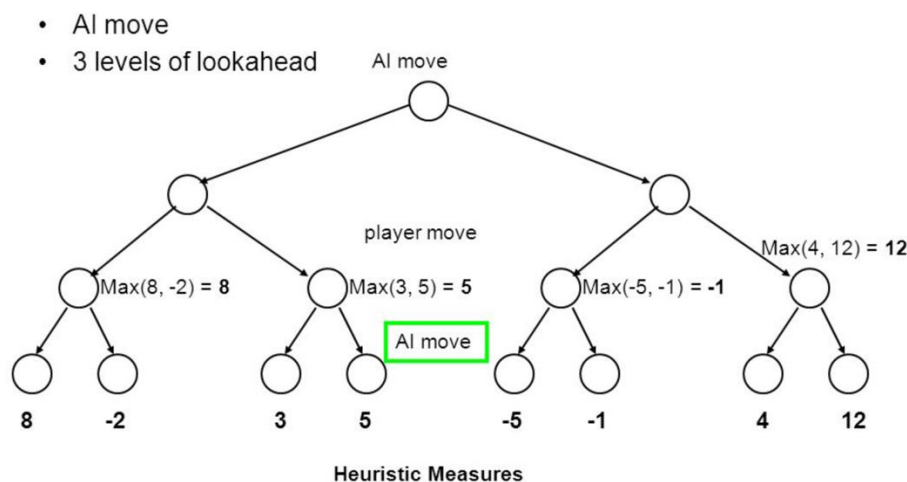 • AI move
• 3 levels of lookahead
AI move
player move
Max(4, 12) = 12
Max(8, -2) = 8
Max(3, 5) = 5
Max(-5, -1) = -1
AI move
8 -2 3 5 -5 -1 4 12
Heuristic Measures